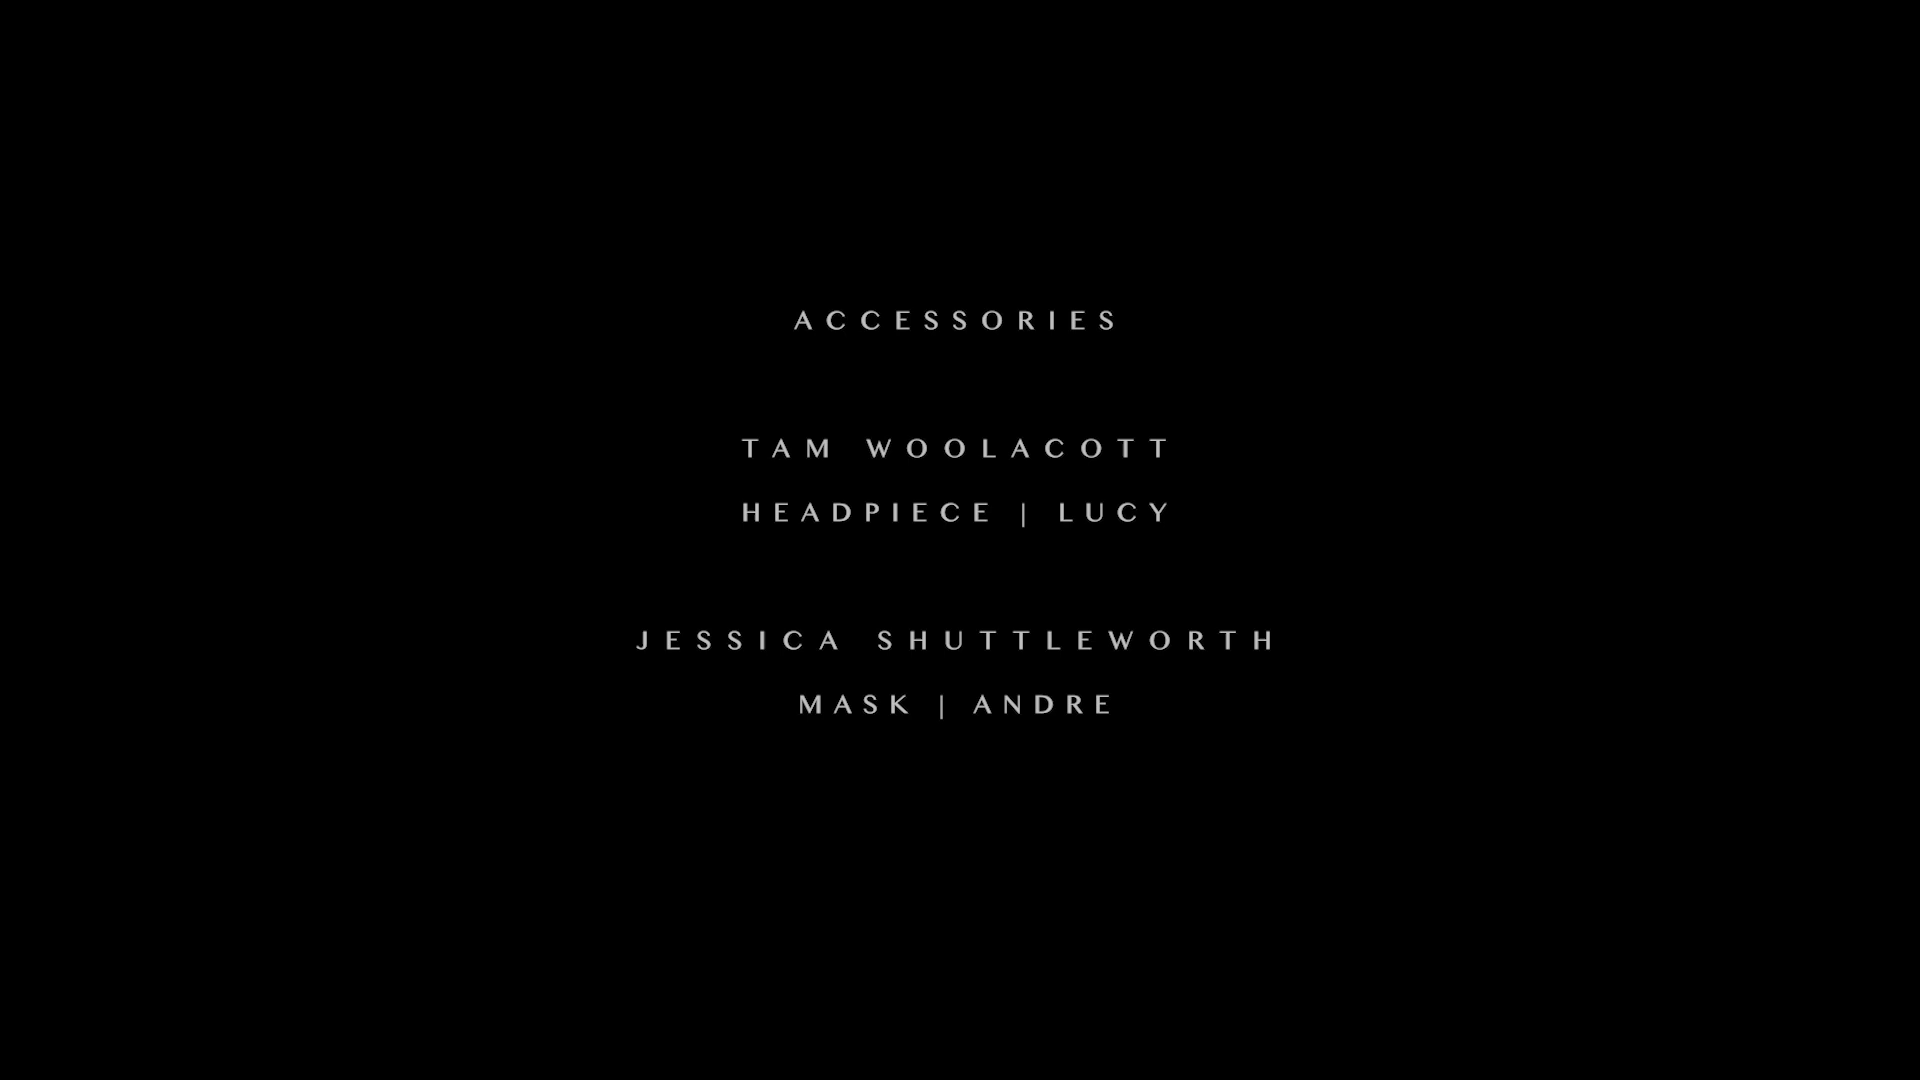 ACCESSORIES
TAM WOOLACOTT
HEADPIECE | LUCY
JESSICA SHUTTLEWORTH
MASK | ANDRE